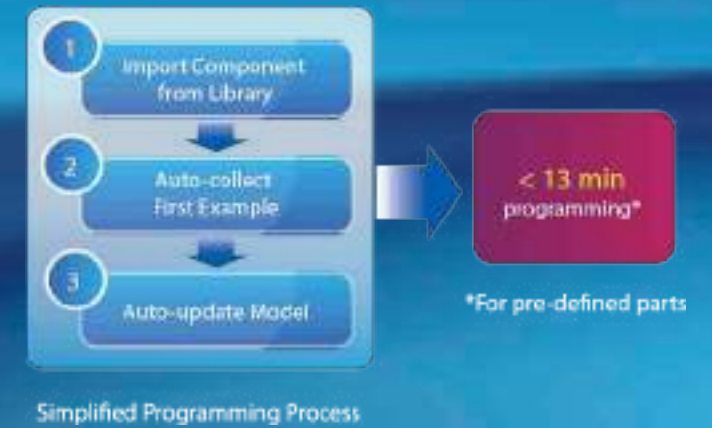 1
Import Component
from Library
2
Auto-collect
First Example
3
Auto-update Model
< 13 min
programming*
*For pre-defined parts
Simplified Programming Process